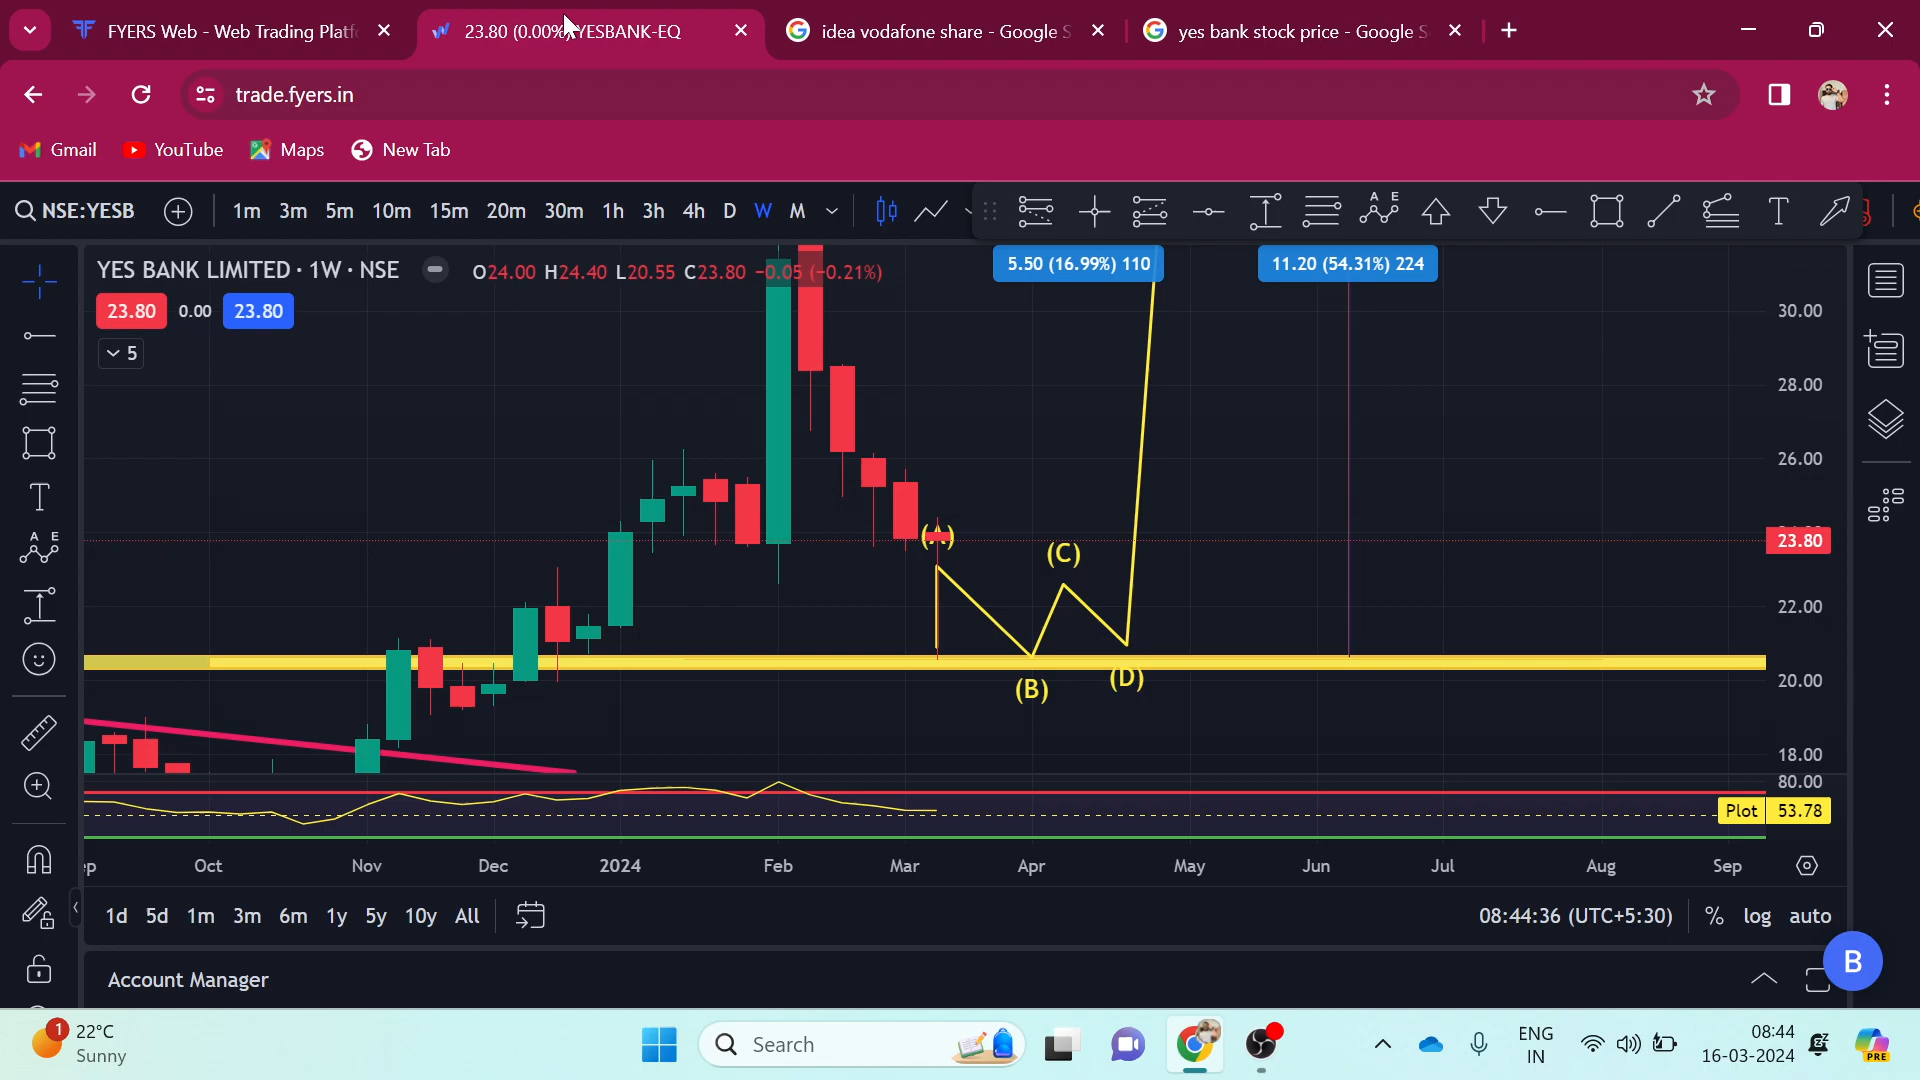 FYERS Web - Web Trading Platf
23.80 (0.00%) YESBANK-EQ
idea vodafone share - Google S
yes bank stock price - Google S
trade.fyers.in
Gmail
YouTube
Maps
New Tab
NSE:YESB
1m 3m 5m 10m 15m 20m 30m 1h 3h 4h D W M
A E
T
YES BANK LIMITED · 1W · NSE
O24.00 H24.40 L20.55 C23.80 −0.05 (−0.21%)
5.50 (16.99%) 110
11.20 (54.31%) 224
23.80 0.00 23.80
5
30.00
28.00
26.00
23.80
22.00
20.00
18.00
80.00
Plot 53.78
(A)
(B)
(C)
(D)
T
A E
ep Oct Nov Dec 2024 Feb Mar Apr May Jun Jul Aug Sep
1d 5d 1m 3m 6m 1y 5y 10y All
08:44:36 (UTC+5:30)
% log auto
Account Manager
B
1
22°C
Sunny
Search
ENG
IN
08:44
16-03-2024
PRE